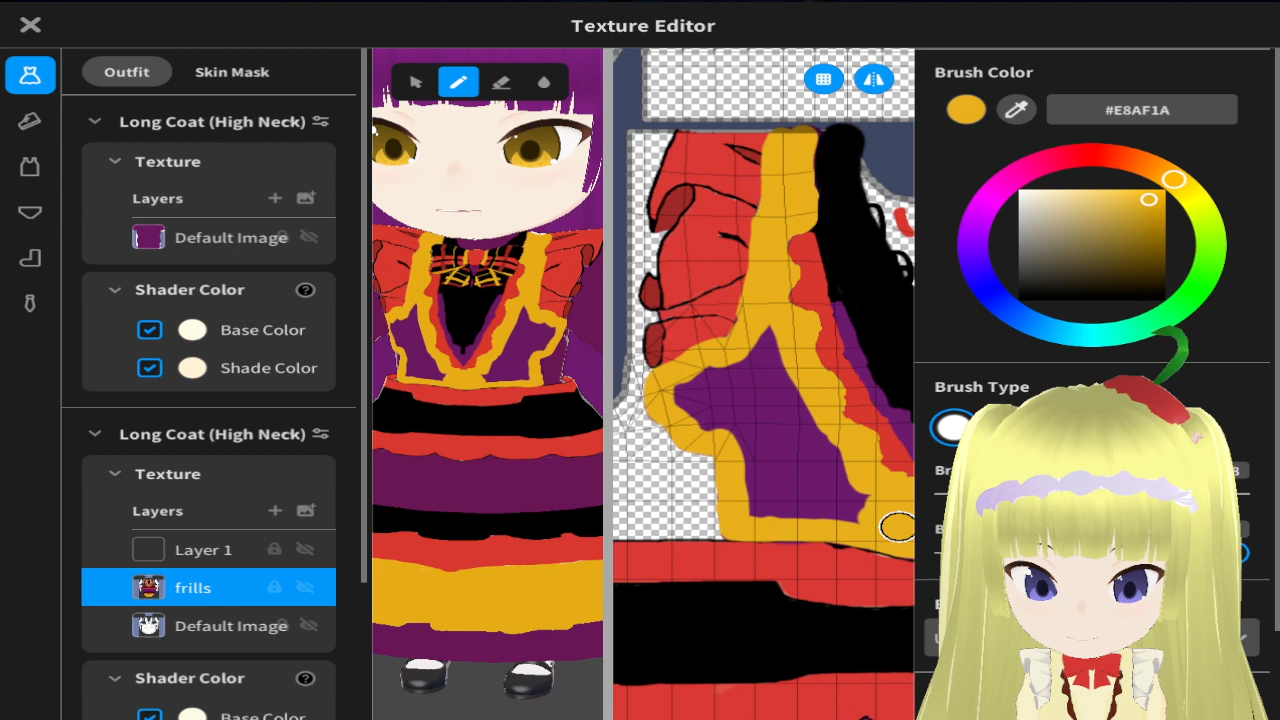 Texture Editor
Outfit
Skin Mask
Long Coat (High Neck)
Texture
Layers
Default Image
Shader Color
?
Base Color
Shade Color
Long Coat (High Neck)
Texture
Layers
Layer 1
frills
Default Image
Shader Color
?
Base Color
Brush Color
#E8AF1A
Brush Type